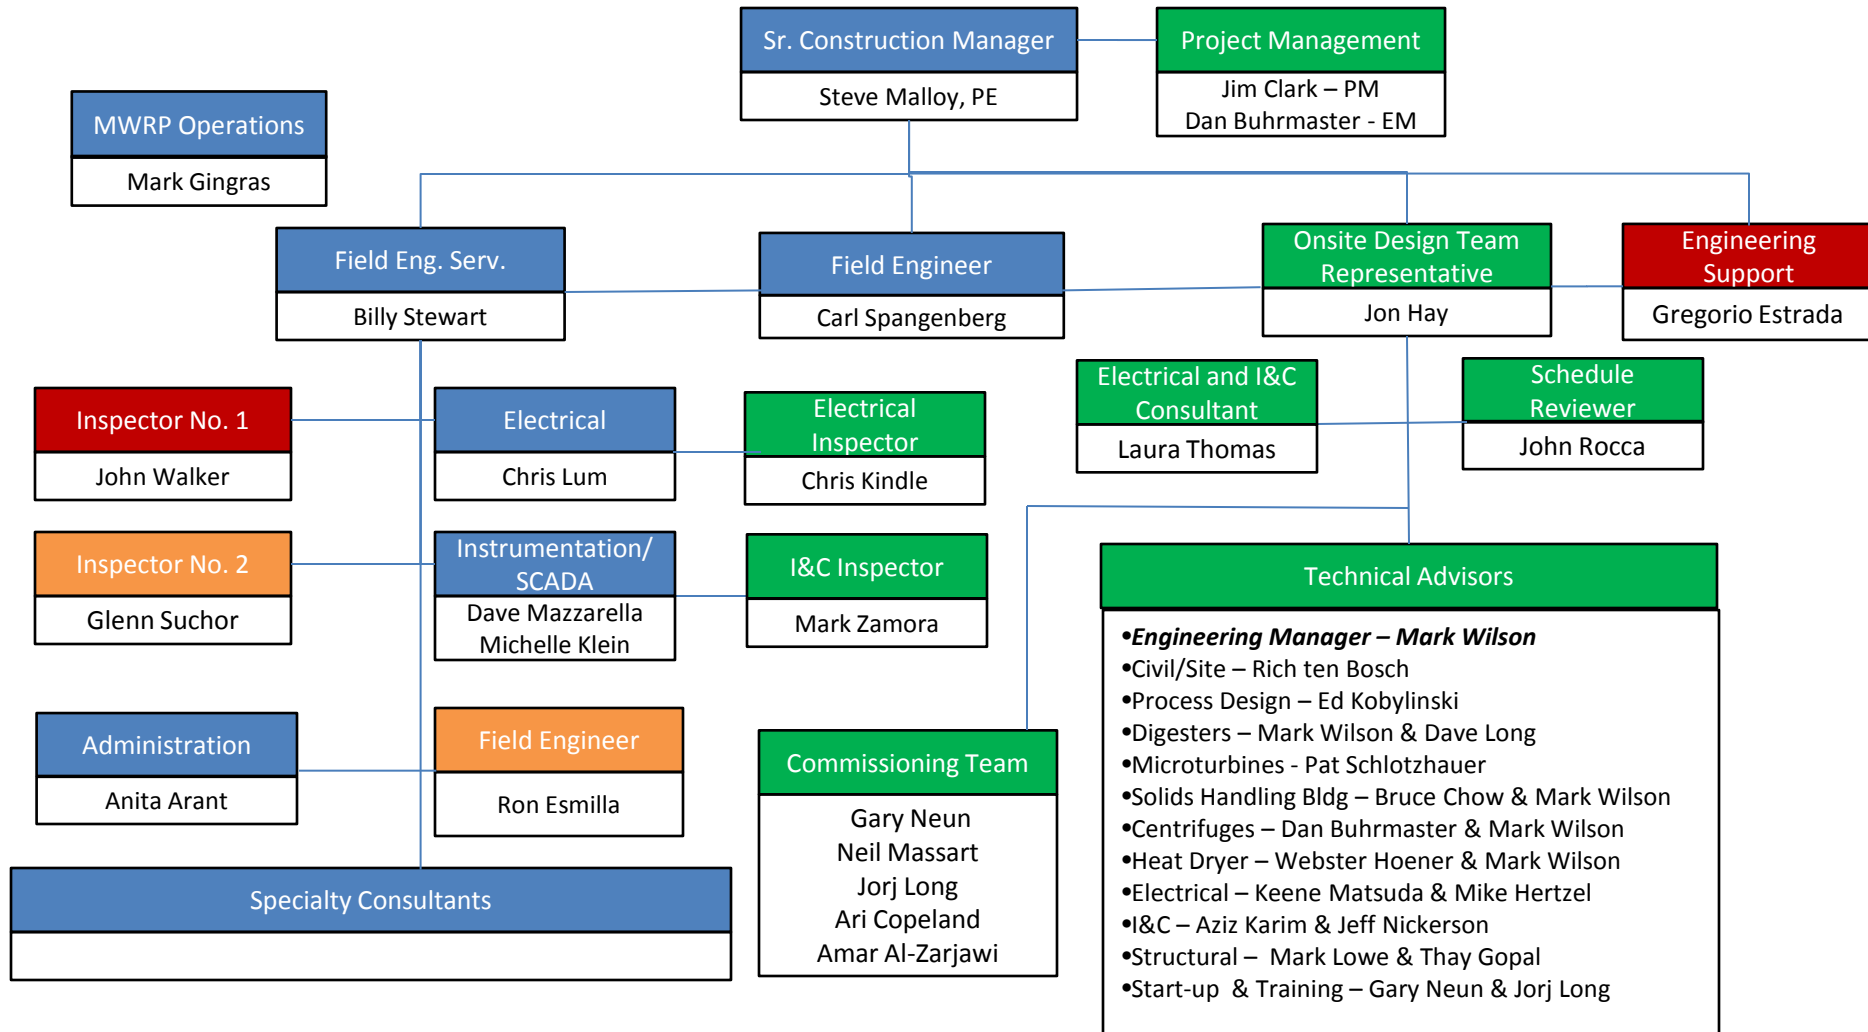 Sr. Construction Manager
Steve Malloy, PE
Project Management
Jim Clark – PM
Dan Buhrmaster - EM
MWRP Operations
Mark Gingras
Field Eng. Serv.
Billy Stewart
Field Engineer
Carl Spangenberg
Onsite Design Team
Representative
Jon Hay
Engineering
Support
Gregorio Estrada
Inspector No. 1
John Walker
Electrical
Chris Lum
Electrical
Inspector
Chris Kindle
Electrical and I&C
Consultant
Laura Thomas
Schedule
Reviewer
John Rocca
Inspector No. 2
Glenn Suchor
Instrumentation/
SCADA
Dave Mazzarella
Michelle Klein
I&C Inspector
Mark Zamora
Administration
Anita Arant
Field Engineer
Ron Esmilla
Specialty Consultants
Commissioning Team
Gary Neun
Neil Massart
Jorj Long
Ari Copeland
Amar Al-Zarjawi
Technical Advisors
•Engineering Manager – Mark Wilson
•Civil/Site – Rich ten Bosch
•Process Design – Ed Kobylinski
•Digesters – Mark Wilson & Dave Long
•Microturbines - Pat Schlotzhauer
•Solids Handling Bldg – Bruce Chow & Mark Wilson
•Centrifuges – Dan Buhrmaster & Mark Wilson
•Heat Dryer – Webster Hoener & Mark Wilson
•Electrical – Keene Matsuda & Mike Hertzel
•I&C – Aziz Karim & Jeff Nickerson
•Structural – Mark Lowe & Thay Gopal
•Start-up & Training – Gary Neun & Jorj Long